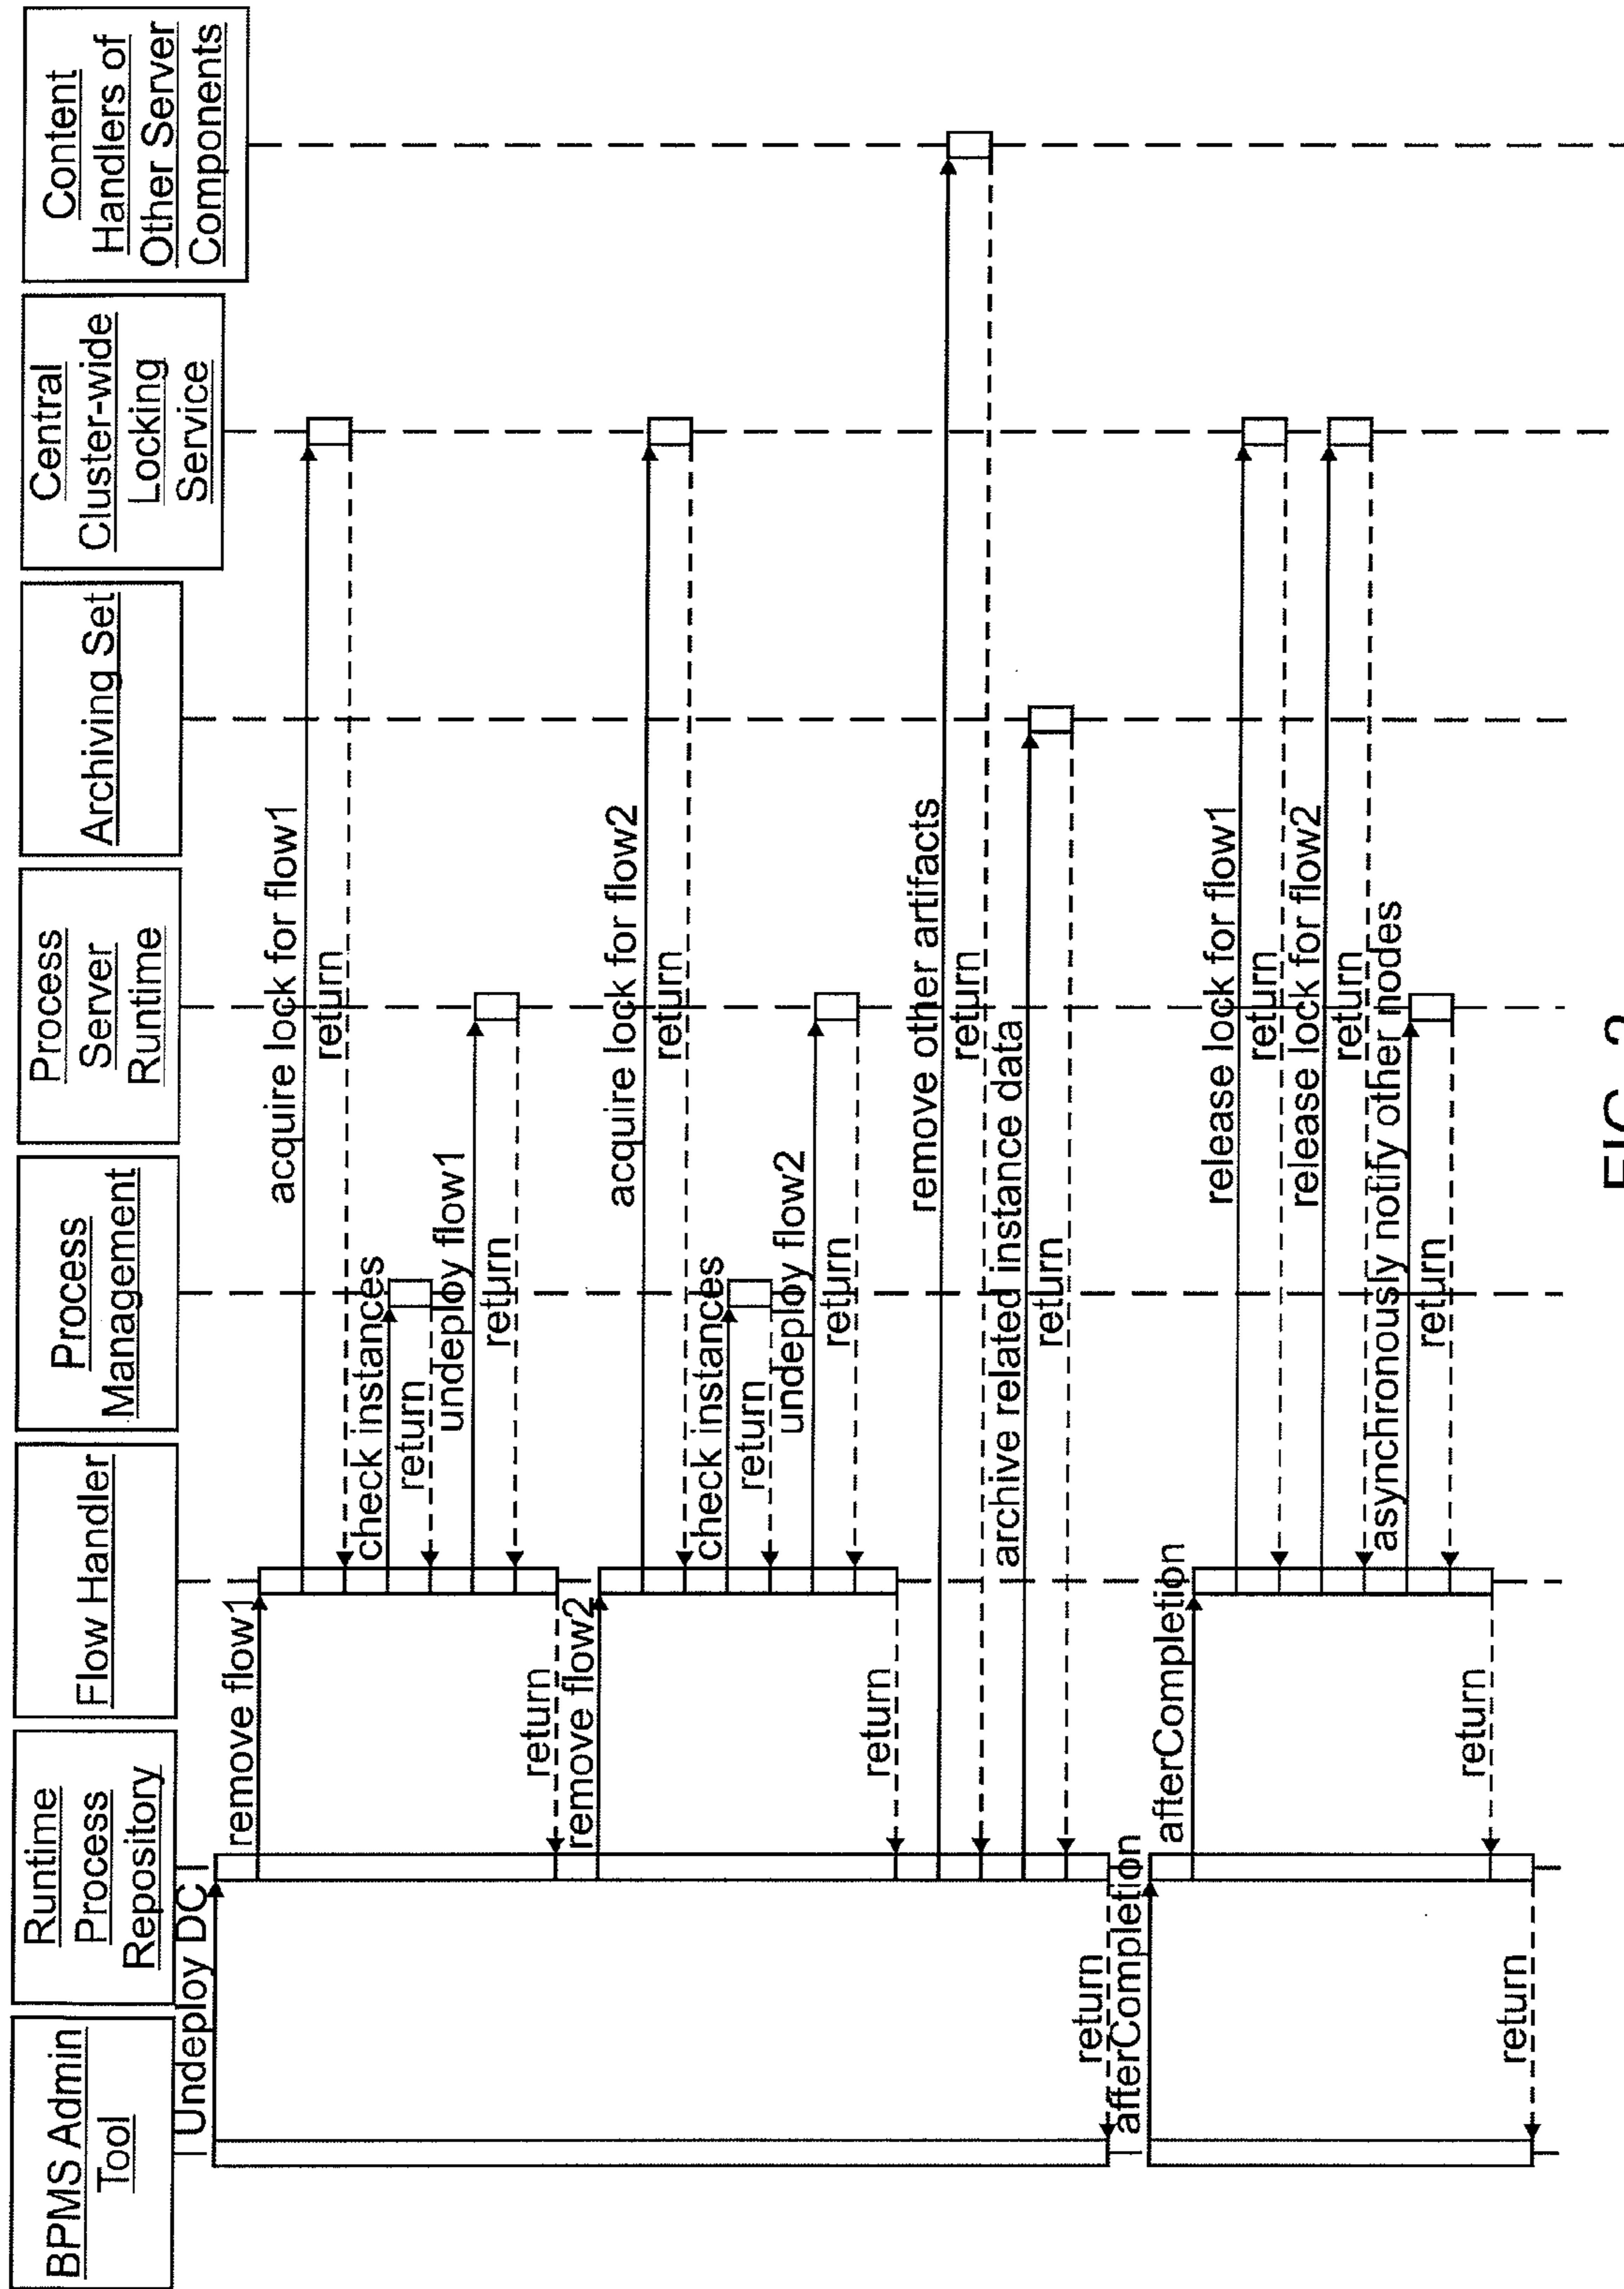 BPMS Admin
Tool
Runtime
Process
Repository
Flow Handler
Process
Management
Process
Server
Runtime
Archiving Set
Central
Cluster-wide
Locking
Service
Content
Handlers of
Other Server
Components
Undeploy DC
remove flow1
acquire lock for flow1
return
check instances
return
undeploy flow1
return
return
remove flow2
acquire lock for flow2
return
check instances
return
undeploy flow2
return
return
remove other artifacts
return
archive related instance data
return
return
afterCompletion
afterCompletion
release lock for flow1
return
release lock for flow2
return
asynchronously notify other nodes
return
return
return